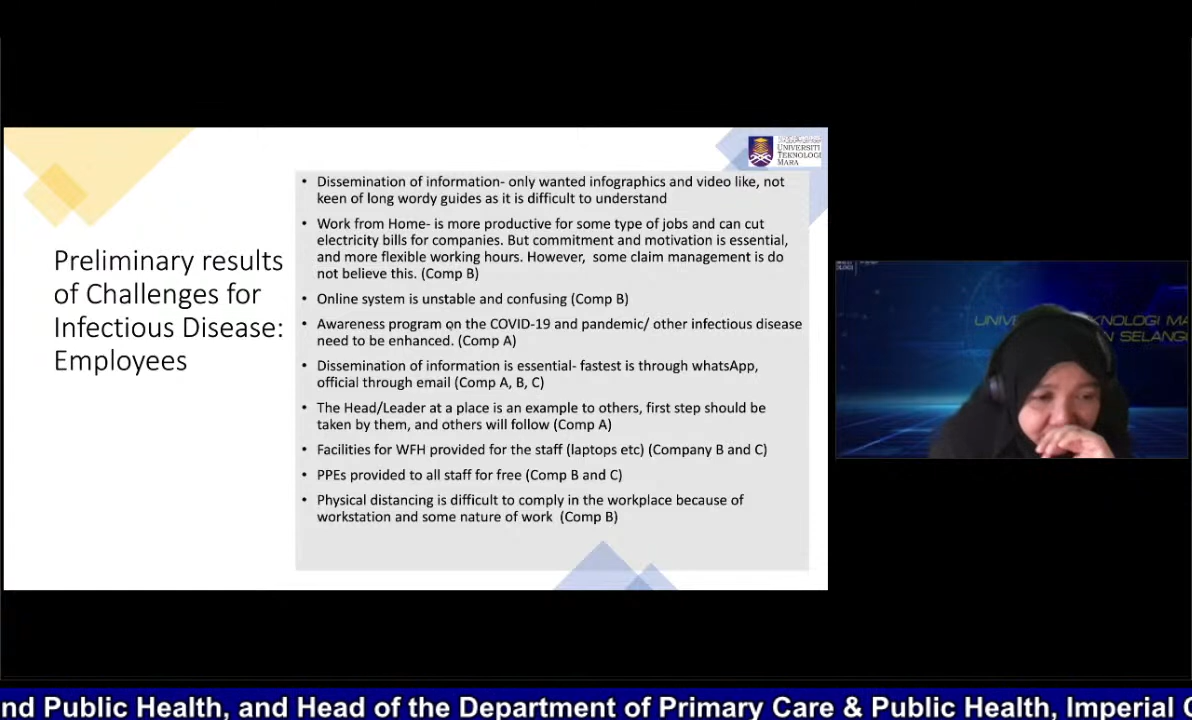 UNIVERSITI
TEKNOLOGI
MARA
Preliminary results
of Challenges for
Infectious Disease:
Employees
• Dissemination of information- only wanted infographics and video like, not
keen of long wordy guides as it is difficult to understand
• Work from Home- is more productive for some type of jobs and can cut
electricity bills for companies. But commitment and motivation is essential,
and more flexible working hours. However, some claim management is do
not believe this. (Comp B)
• Online system is unstable and confusing (Comp B)
• Awareness program on the COVID-19 and pandemic/ other infectious disease
need to be enhanced. (Comp A)
• Dissemination of information is essential- fastest is through whatsApp,
official through email (Comp A, B, C)
• The Head/Leader at a place is an example to others, first step should be
taken by them, and others will follow (Comp A)
• Facilities for WFH provided for the staff (laptops etc) (Company B and C)
• PPEs provided to all staff for free (Comp B and C)
• Physical distancing is difficult to comply in the workplace because of
workstation and some nature of work (Comp B)
UNIVE KNOLOGI MA
N SELANG
nd Public Health, and Head of the Department of Primary Care & Public Health, Imperial C